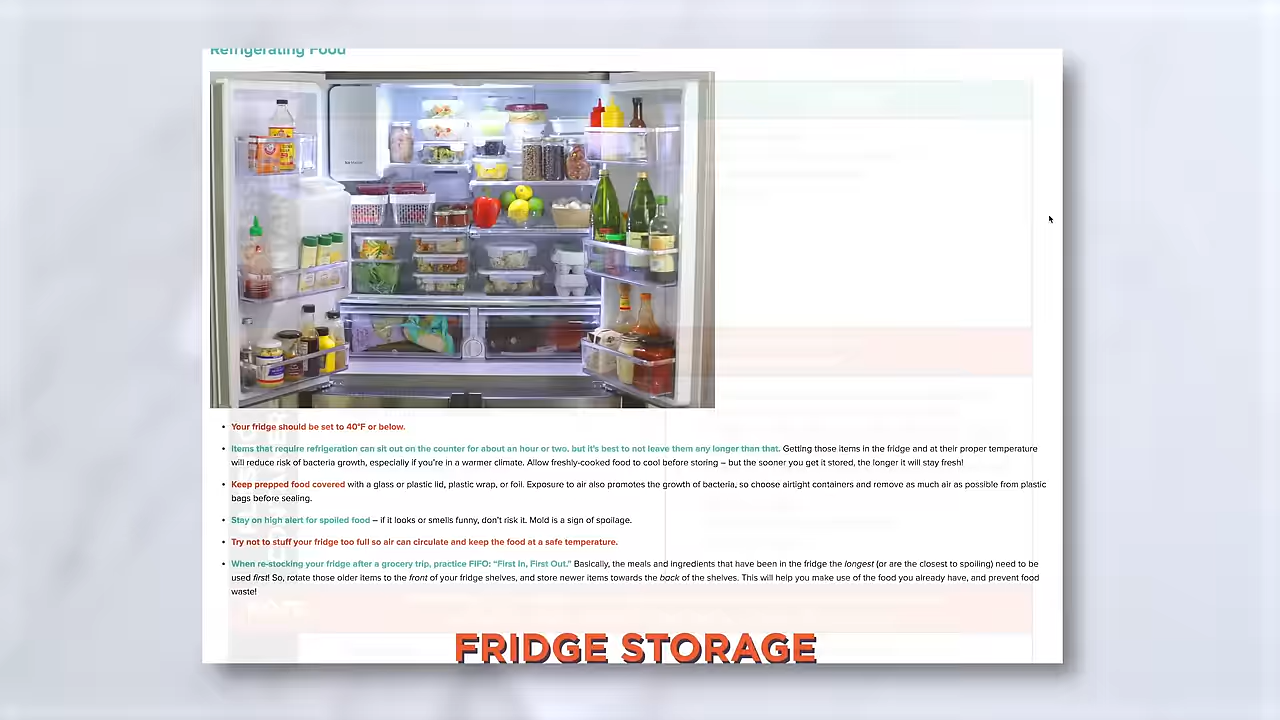 Refrigerating Food
• Your fridge should be set to 40°F or below.
• Items that require refrigeration can sit out on the counter for about an hour or two, but it's best to not leave them any longer than that. Getting those items in the fridge and at their proper temperature
will reduce risk of bacteria growth, especially if you're in a warmer climate. Allow freshly-cooked food to cool before storing – but the sooner you get it stored, the longer it will stay fresh!
• Keep prepped food covered with a glass or plastic lid, plastic wrap, or foil. Exposure to air also promotes the growth of bacteria, so choose airtight containers and remove as much air as possible from plastic
bags before sealing.
• Stay on high alert for spoiled food – if it looks or smells funny, don't risk it. Mold is a sign of spoilage.
• Try not to stuff your fridge too full so air can circulate and keep the food at a safe temperature.
• When re-stocking your fridge after a grocery trip, practice FIFO: “First In, First Out.” Basically, the meals and ingredients that have been in the fridge the longest (or are the closest to spoiling) need to be
used first! So, rotate those older items to the front of your fridge shelves, and store newer items towards the back of the shelves. This will help you make use of the food you already have, and prevent food
waste!
FRIDGE STORAGE